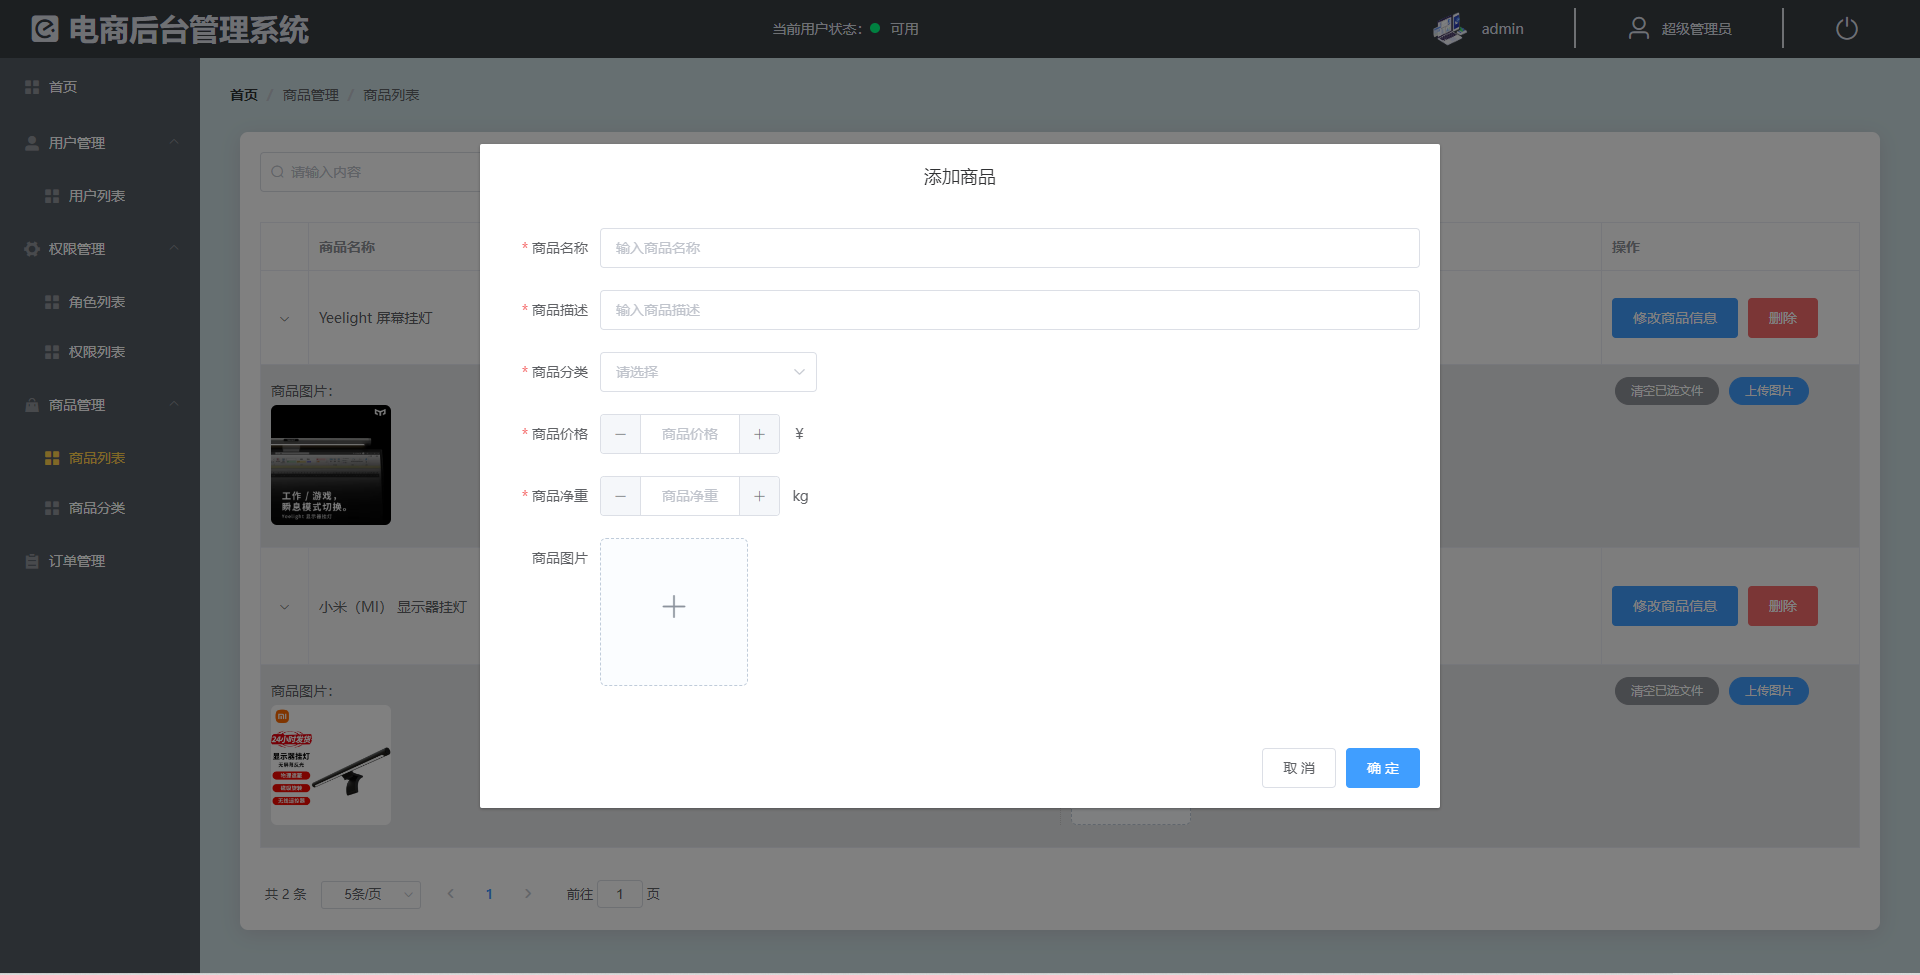 电商后台管理系统
当前用户状态: 可用
admin
超级管理员
首页
用户管理
用户列表
权限管理
角色列表
权限列表
商品管理
商品列表
商品分类
订单管理
首页 / 商品管理 / 商品列表
请输入内容
商品名称
操作
Yeelight 屏幕挂灯
修改商品信息
删除
商品图片:
清空已选文件
上传图片
工作 / 游戏，
瞬息模式切换。
Yeelight 显示器挂灯
小米（MI） 显示器挂灯
修改商品信息
删除
商品图片:
清空已选文件
上传图片
24小时发货
显示器挂灯
无屏幕反光
共 2 条
5条/页
1
前往 1 页
添加商品
* 商品名称
输入商品名称
* 商品描述
输入商品描述
* 商品分类
请选择
* 商品价格
商品价格
¥
* 商品净重
商品净重
kg
商品图片
取 消
确 定